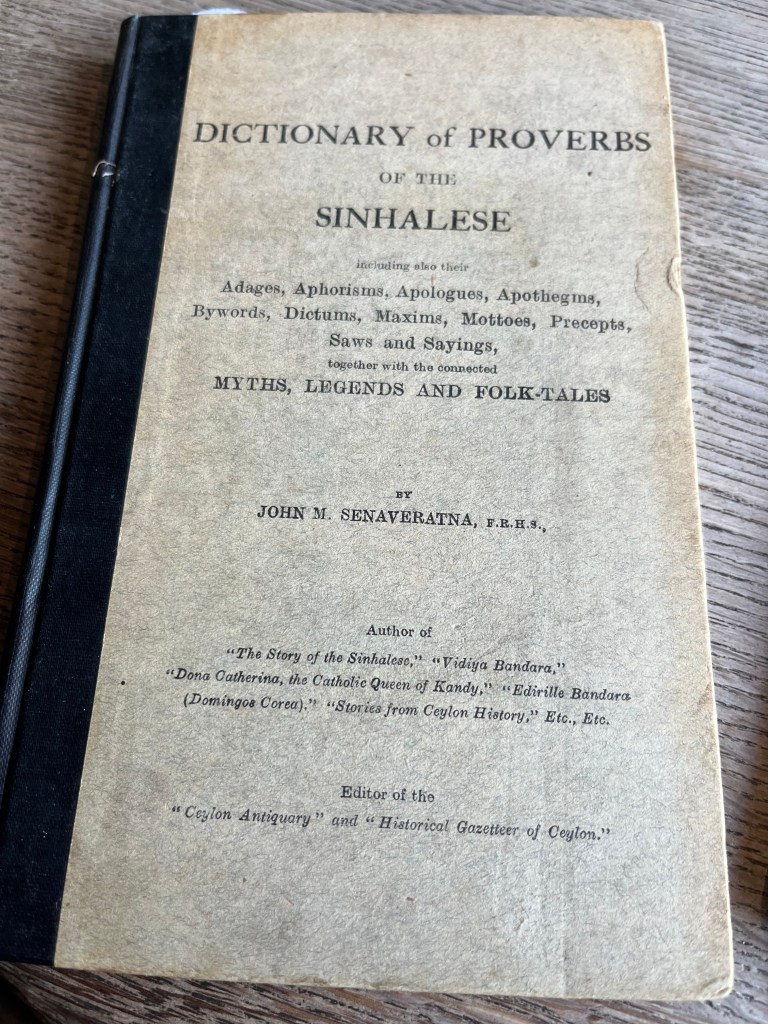 DICTIONARY of PROVERBS
OF THE
SINHALESE
including also their
Adages, Aphorisms, Apologues, Apothegms,
Bywords, Dictums, Maxims, Mottoes, Precepts,
Saws and Sayings,
together with the connected
MYTHS, LEGENDS AND FOLK-TALES
BY
JOHN M. SENAVERATNA, F.R.H.S.,
Author of
"The Story of the Sinhalese," "Vidiya Bandara,"
"Dona Catherina, the Catholic Queen of Kandy," "Edirille Bandara
(Domingos Corea)." "Stories from Ceylon History," Etc., Etc.
Editor of the
"Ceylon Antiquary" and "Historical Gazetteer of Ceylon."